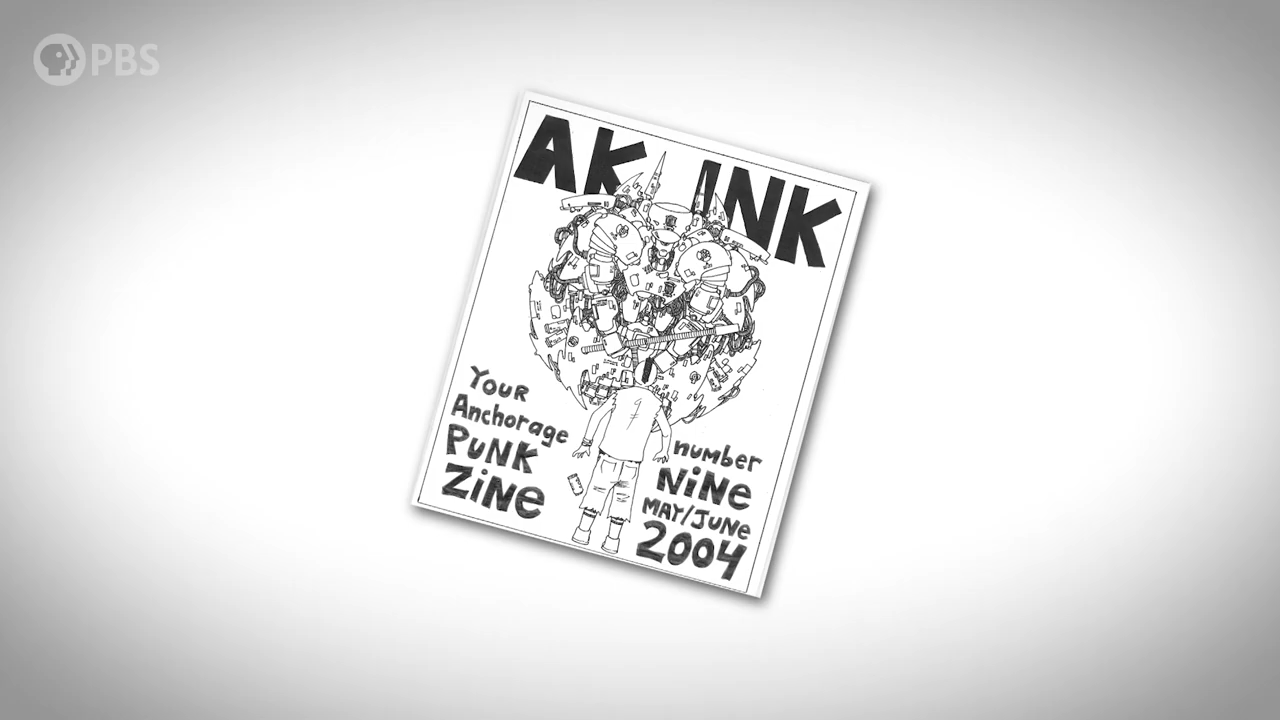 PBS
AK INK
Your
Anchorage
PUNK
ZiNE
number
NiNe
MAY/JUNe
2004